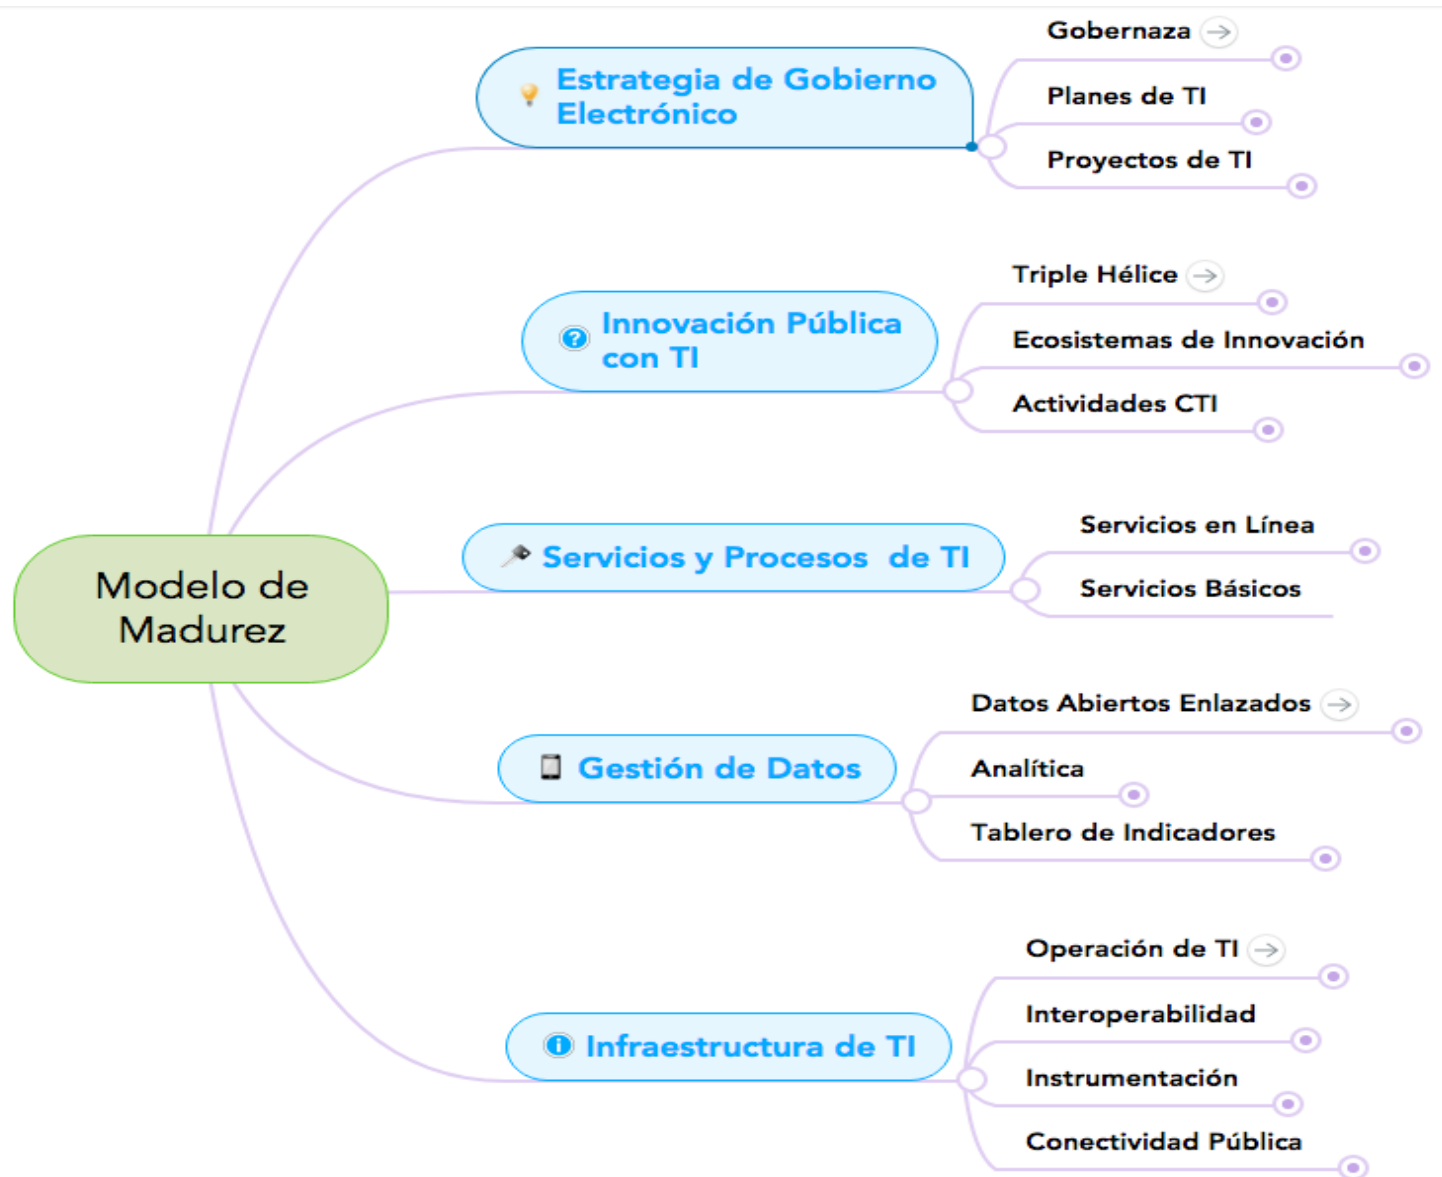 Modelo de
Madurez
Estrategia de Gobierno
Electrónico
Gobernaza
Planes de TI
Proyectos de TI
Innovación Pública
con TI
Triple Hélice
Ecosistemas de Innovación
Actividades CTI
Servicios y Procesos de TI
Servicios en Línea
Servicios Básicos
Gestión de Datos
Datos Abiertos Enlazados
Analítica
Tablero de Indicadores
Infraestructura de TI
Operación de TI
Interoperabilidad
Instrumentación
Conectividad Pública